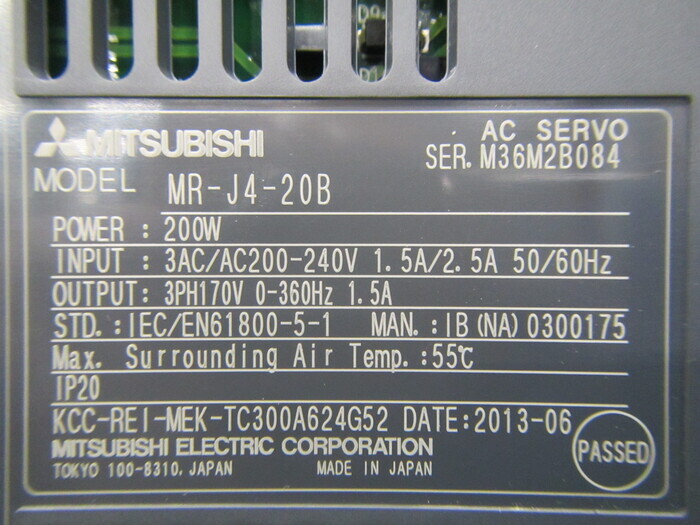 MITSUBISHI AC SERVO
SER. M36M2B084
MODEL MR-J4-20B
POWER : 200W
INPUT : 3AC/AC200-240V 1.5A/2.5A 50/60Hz
OUTPUT: 3PH170V 0-360Hz 1.5A
STD.: IEC/EN61800-5-1 MAN.: IB(NA)0300175
Max. Surrounding Air Temp.:55℃
IP20
KCC-REI-MEK-TC300A624G52 DATE:2013-06
MITSUBISHI ELECTRIC CORPORATION
TOKYO 100-8310, JAPAN MADE IN JAPAN
PASSED